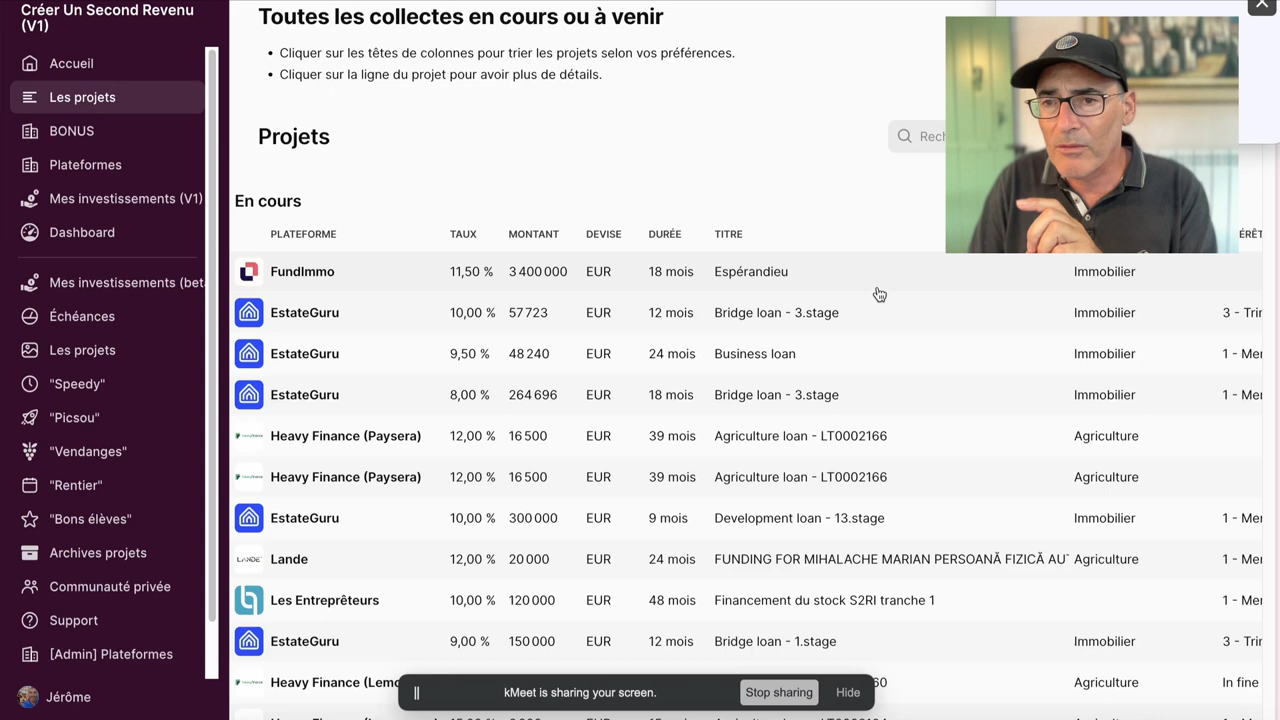 Créer Un Second Revenu
(V1)
Accueil
Les projets
BONUS
Plateformes
Mes investissements (V1)
Dashboard
Mes investissements (beta
Échéances
Les projets
"Speedy"
"Picsou"
"Vendanges"
"Rentier"
"Bons élèves"
Archives projets
Communauté privée
Support
[Admin] Plateformes
Jérôme
Toutes les collectes en cours ou à venir
• Cliquer sur les têtes de colonnes pour trier les projets selon vos préférences.
• Cliquer sur la ligne du projet pour avoir plus de détails.
Projets
Rech
En cours
PLATEFORME TAUX MONTANT DEVISE DURÉE TITRE ÉRÊT
FundImmo 11,50 % 3 400 000 EUR 18 mois Espérandieu Immobilier
EstateGuru 10,00 % 57 723 EUR 12 mois Bridge loan - 3.stage Immobilier 3 - Trir
EstateGuru 9,50 % 48 240 EUR 24 mois Business loan Immobilier 1 - Mer
EstateGuru 8,00 % 264 696 EUR 18 mois Bridge loan - 3.stage Immobilier 1 - Mer
Heavy Finance (Paysera) 12,00 % 16 500 EUR 39 mois Agriculture loan - LT0002166 Agriculture
Heavy Finance (Paysera) 12,00 % 16 500 EUR 39 mois Agriculture loan - LT0002166 Agriculture
EstateGuru 10,00 % 300 000 EUR 9 mois Development loan - 13.stage Immobilier 1 - Mer
LANDE Lande 12,00 % 20 000 EUR 24 mois FUNDING FOR MIHALACHE MARIAN PERSOANĂ FIZICĂ AUT Agriculture 1 - Mer
Les Entreprêteurs 10,00 % 120 000 EUR 48 mois Financement du stock S2RI tranche 1 1 - Mer
EstateGuru 9,00 % 150 000 EUR 12 mois Bridge loan - 1.stage Immobilier 3 - Trir
Heavy Finance (Lemo 60 Agriculture In fine
kMeet is sharing your screen. Stop sharing Hide